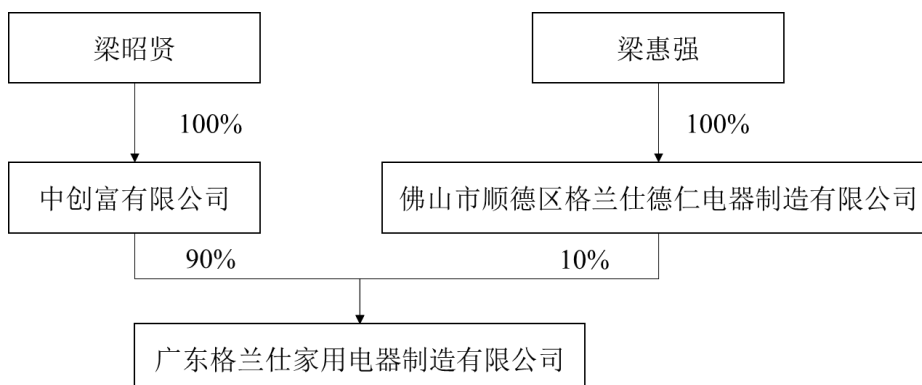 梁昭贤
梁惠强
100%
100%
中创富有限公司
佛山市顺德区格兰仕德仁电器制造有限公司
90%
10%
广东格兰仕家用电器制造有限公司